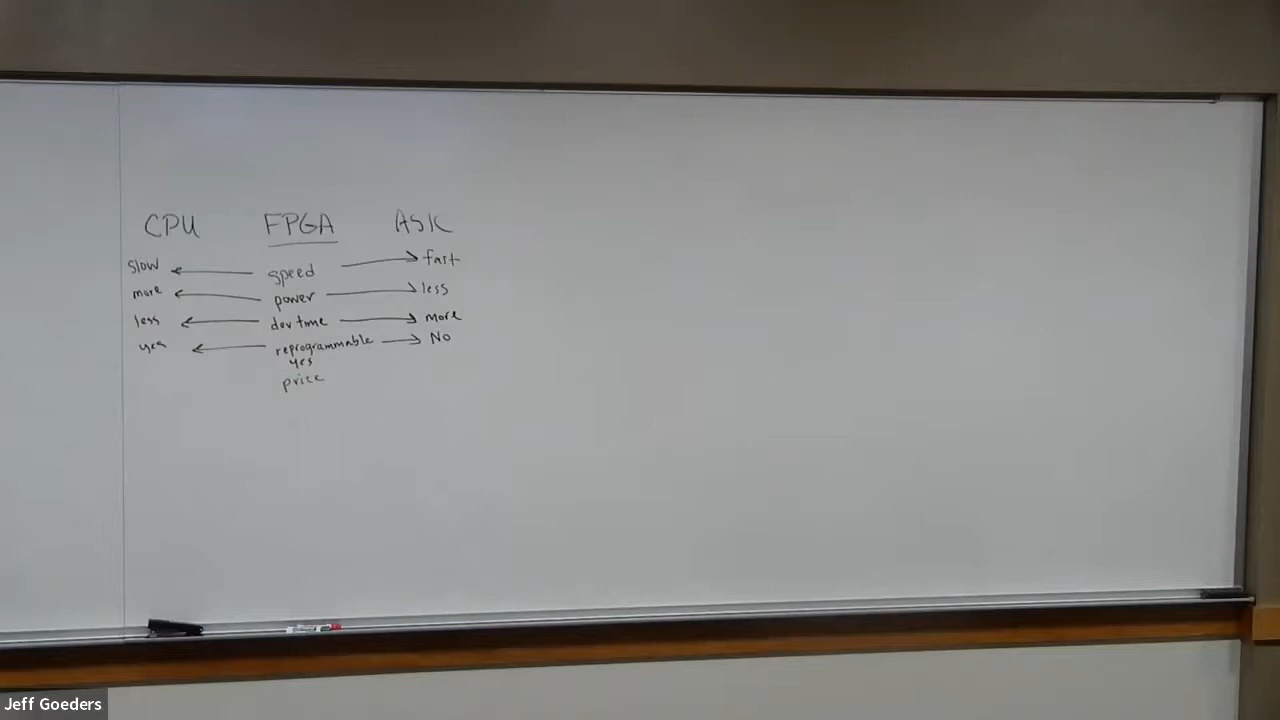 CPU FPGA ASIC
slow speed fast
more power less
less dev time more
yes reprogrammable No
yes
price
Jeff Goeders